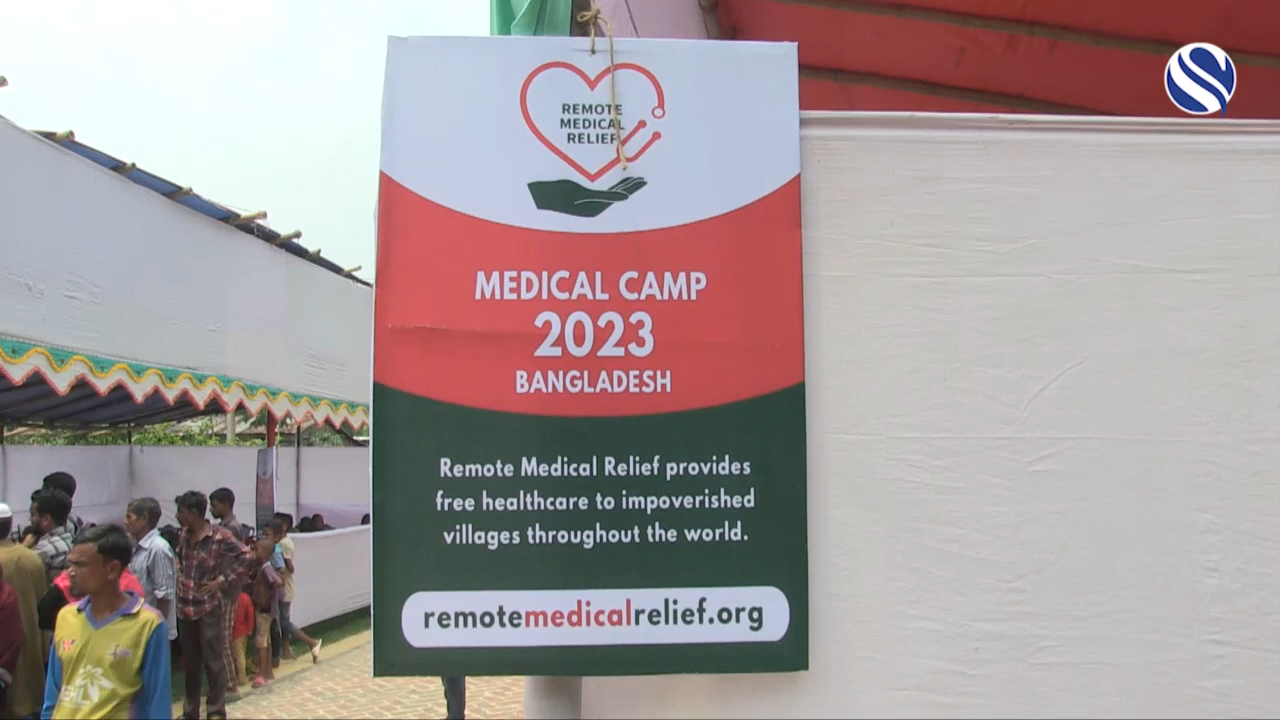 REMOTE
MEDICAL
RELIEF
MEDICAL CAMP
2023
BANGLADESH
Remote Medical Relief provides
free healthcare to impoverished
villages throughout the world.
remotemedicalrelief.org